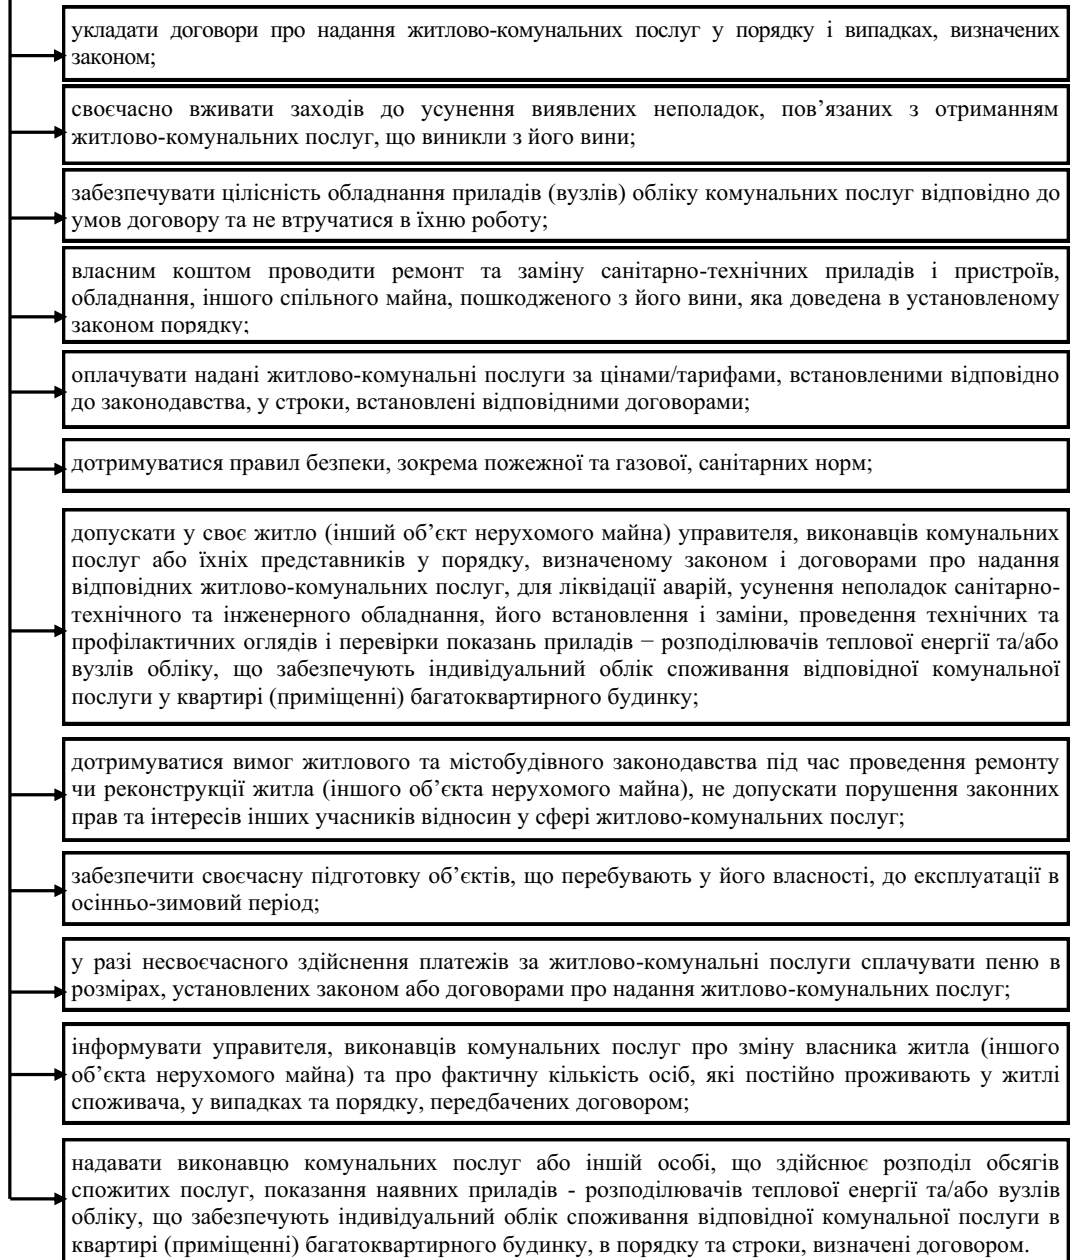 укладати договори про надання житлово-комунальних послуг у порядку і випадках, визначених
законом;
своєчасно вживати заходів до усунення виявлених неполадок, пов’язаних з отриманням
житлово-комунальних послуг, що виникли з його вини;
забезпечувати цілісність обладнання приладів (вузлів) обліку комунальних послуг відповідно до
умов договору та не втручатися в їхню роботу;
власним коштом проводити ремонт та заміну санітарно-технічних приладів і пристроїв,
обладнання, іншого спільного майна, пошкодженого з його вини, яка доведена в установленому
законом порядку;
оплачувати надані житлово-комунальні послуги за цінами/тарифами, встановленими відповідно
до законодавства, у строки, встановлені відповідними договорами;
дотримуватися правил безпеки, зокрема пожежної та газової, санітарних норм;
допускати у своє житло (інший об’єкт нерухомого майна) управителя, виконавців комунальних
послуг або їхніх представників у порядку, визначеному законом і договорами про надання
відповідних житлово-комунальних послуг, для ліквідації аварій, усунення неполадок санітарно-
технічного та інженерного обладнання, його встановлення і заміни, проведення технічних та
профілактичних оглядів і перевірки показань приладів − розподілювачів теплової енергії та/або
вузлів обліку, що забезпечують індивідуальний облік споживання відповідної комунальної
послуги у квартирі (приміщенні) багатоквартирного будинку;
дотримуватися вимог житлового та містобудівного законодавства під час проведення ремонту
чи реконструкції житла (іншого об’єкта нерухомого майна), не допускати порушення законних
прав та інтересів інших учасників відносин у сфері житлово-комунальних послуг;
забезпечити своєчасну підготовку об’єктів, що перебувають у його власності, до експлуатації в
осінньо-зимовий період;
у разі несвоєчасного здійснення платежів за житлово-комунальні послуги сплачувати пеню в
розмірах, установлених законом або договорами про надання житлово-комунальних послуг;
інформувати управителя, виконавців комунальних послуг про зміну власника житла (іншого
об’єкта нерухомого майна) та про фактичну кількість осіб, які постійно проживають у житлі
споживача, у випадках та порядку, передбачених договором;
надавати виконавцю комунальних послуг або іншій особі, що здійснює розподіл обсягів
спожитих послуг, показання наявних приладів - розподілювачів теплової енергії та/або вузлів
обліку, що забезпечують індивідуальний облік споживання відповідної комунальної послуги в
квартирі (приміщенні) багатоквартирного будинку, в порядку та строки, визначені договором.